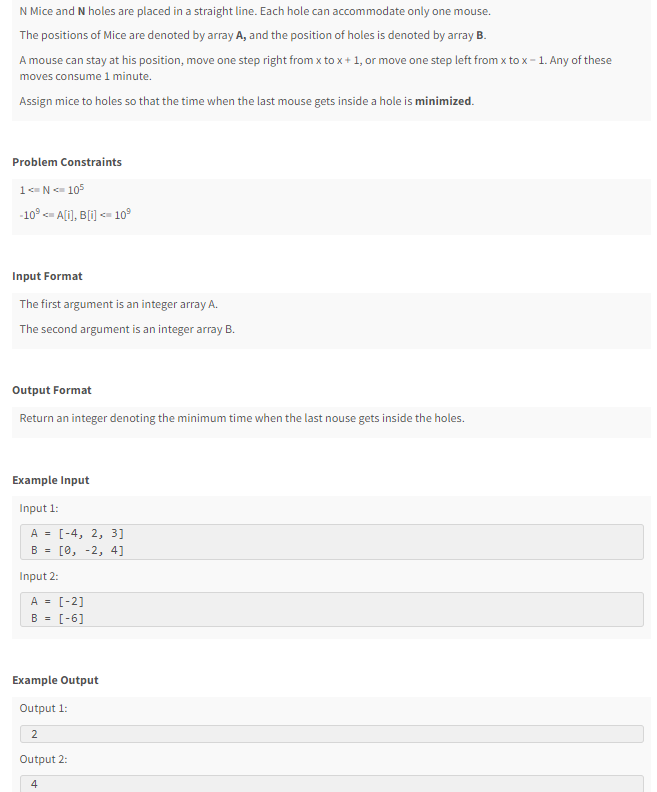 N Mice and N holes are placed in a straight line. Each hole can accommodate only one mouse.
The positions of Mice are denoted by array A, and the position of holes is denoted by array B.
A mouse can stay at his position, move one step right from x to x + 1, or move one step left from x to x − 1. Any of these
moves consume 1 minute.
Assign mice to holes so that the time when the last mouse gets inside a hole is minimized.
Problem Constraints
1 <= N <= 10⁵
-10⁹ <= A[i], B[i] <= 10⁹
Input Format
The first argument is an integer array A.
The second argument is an integer array B.
Output Format
Return an integer denoting the minimum time when the last nouse gets inside the holes.
Example Input
Input 1:
A = [-4, 2, 3]
B = [0, -2, 4]
Input 2:
A = [-2]
B = [-6]
Example Output
Output 1:
2
Output 2:
4